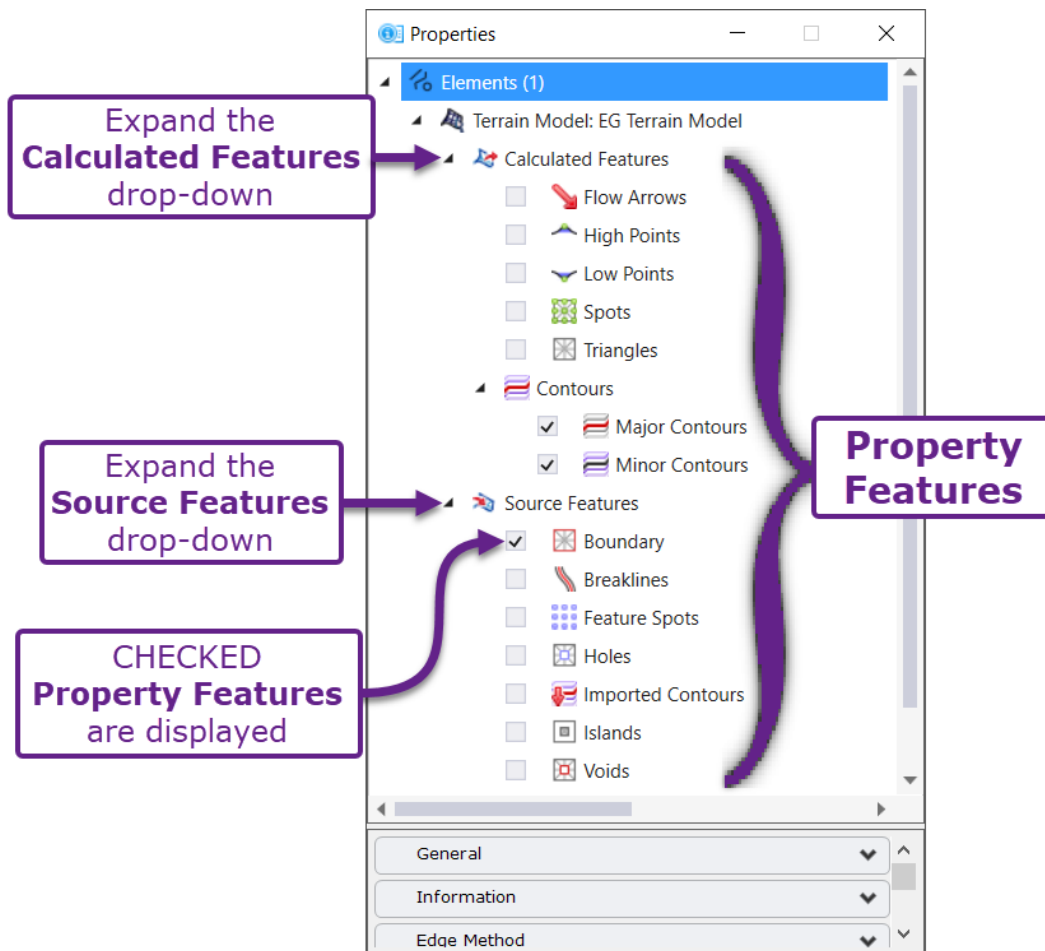 Properties
Elements (1)
Expand the
Calculated Features
drop-down
Terrain Model: EG Terrain Model
Calculated Features
Flow Arrows
High Points
Low Points
Spots
Triangles
Contours
Major Contours
Minor Contours
Property
Features
Expand the
Source Features
drop-down
Source Features
Boundary
Breaklines
Feature Spots
Holes
Imported Contours
Islands
Voids
CHECKED
Property Features
are displayed
General
Information
Edge Method